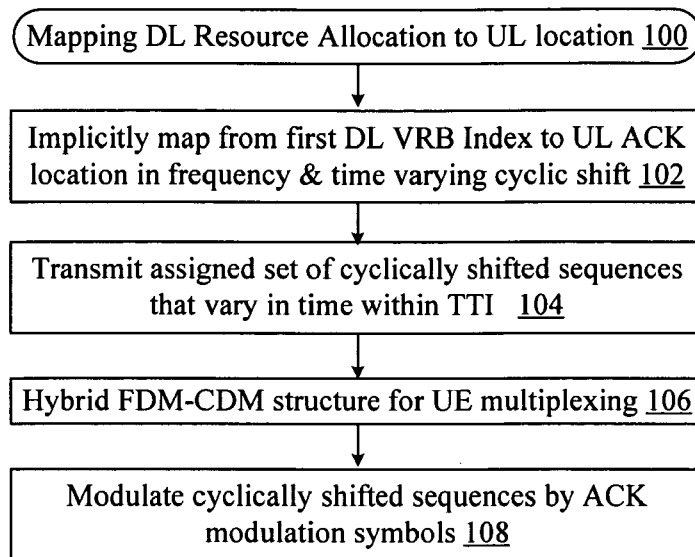 Mapping DL Resource Allocation to UL location 100
Implicitly map from first DL VRB Index to UL ACK
location in frequency & time varying cyclic shift 102
Transmit assigned set of cyclically shifted sequences
that vary in time within TTI 104
Hybrid FDM-CDM structure for UE multiplexing 106
Modulate cyclically shifted sequences by ACK
modulation symbols 108